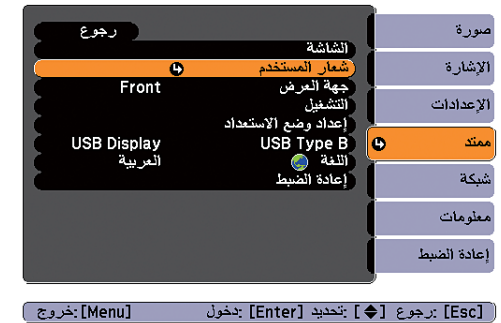 رجوع
الشاشة
شعار المستخدم
جهة العرض Front
التشغيل
إعداد وضع الاستعداد
USB Type B USB Display
اللغة العربية
إعادة الضبط
صورة
الإشارة
الإعدادات
ممتد
شبكة
معلومات
إعادة الضبط
[Esc] :رجوع [◆] :تحديد [Enter] :دخول [Menu] :خروج